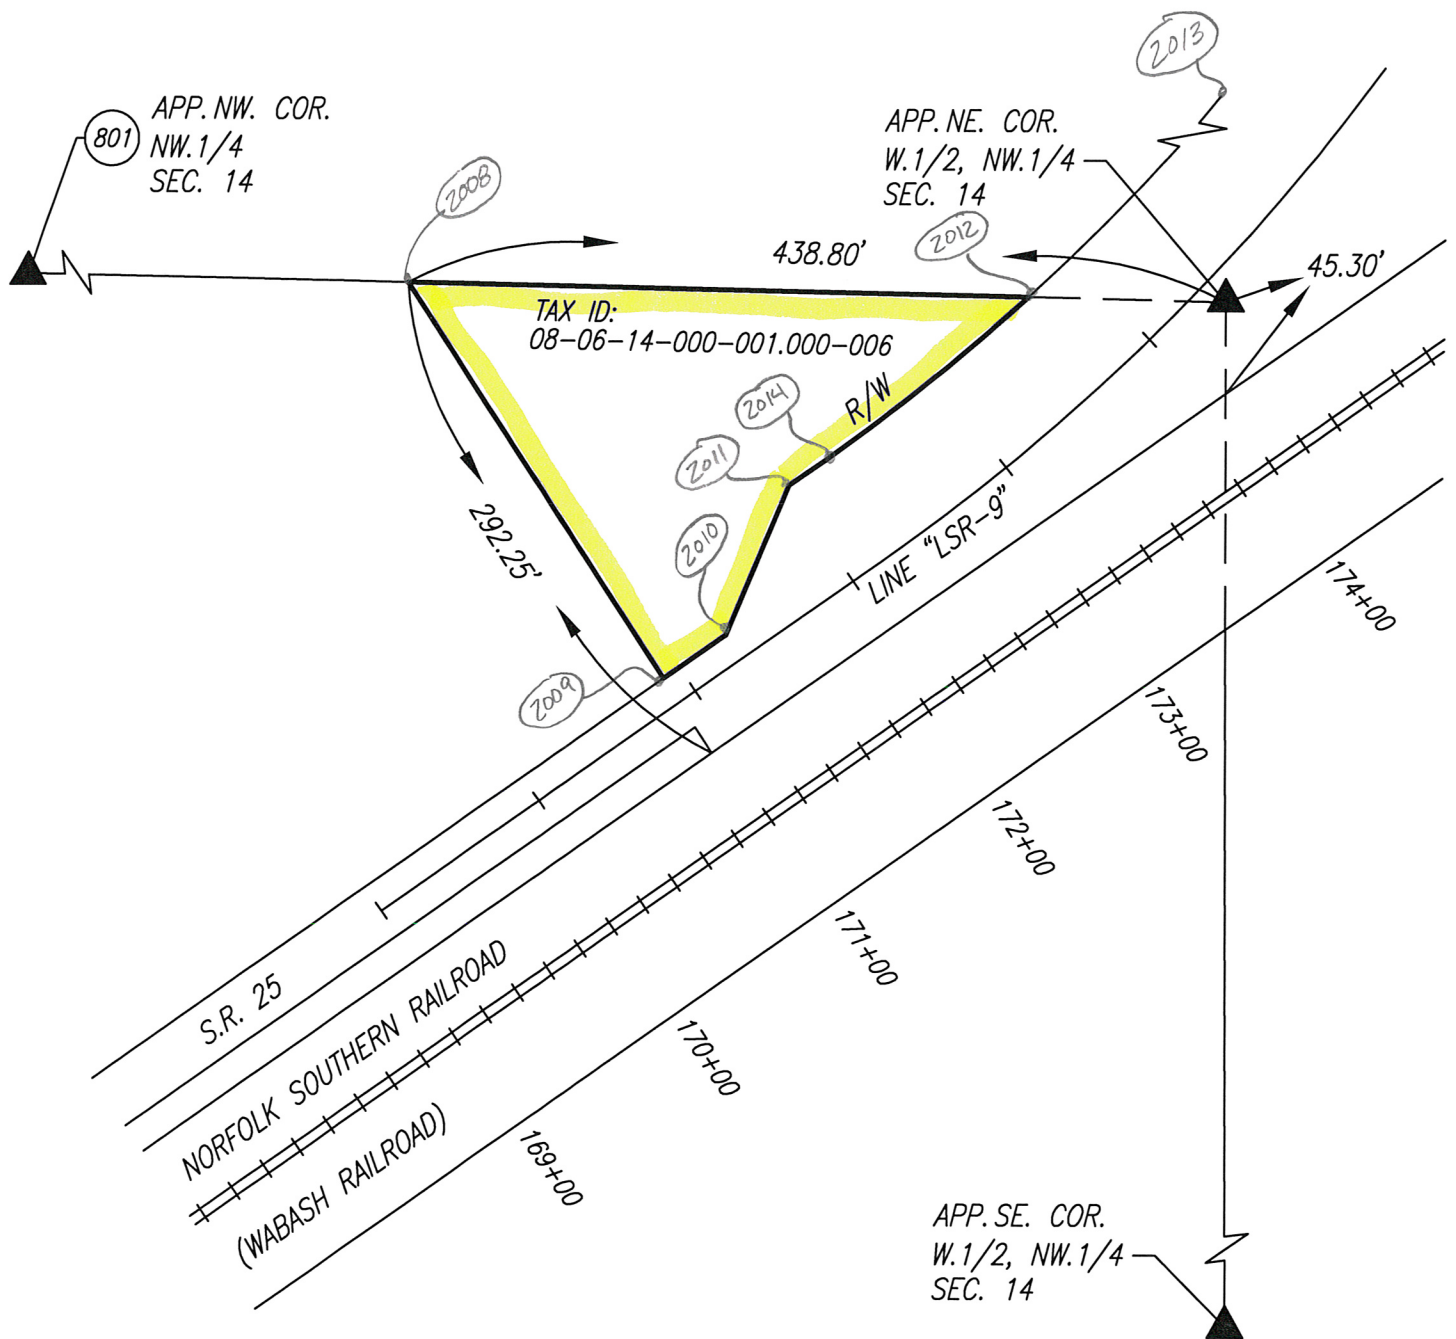 2013
801
APP. NW. COR.
NW.1/4
SEC. 14
APP. NE. COR.
W.1/2, NW.1/4
SEC. 14
2008
2012
438.80'
45.30'
TAX ID:
08-06-14-000-001.000-006
R/W
2014
2011
2010
292.25'
LINE "LSR-9"
2009
174+00
173+00
172+00
171+00
170+00
169+00
S.R. 25
NORFOLK SOUTHERN RAILROAD
(WABASH RAILROAD)
APP. SE. COR.
W.1/2, NW.1/4
SEC. 14